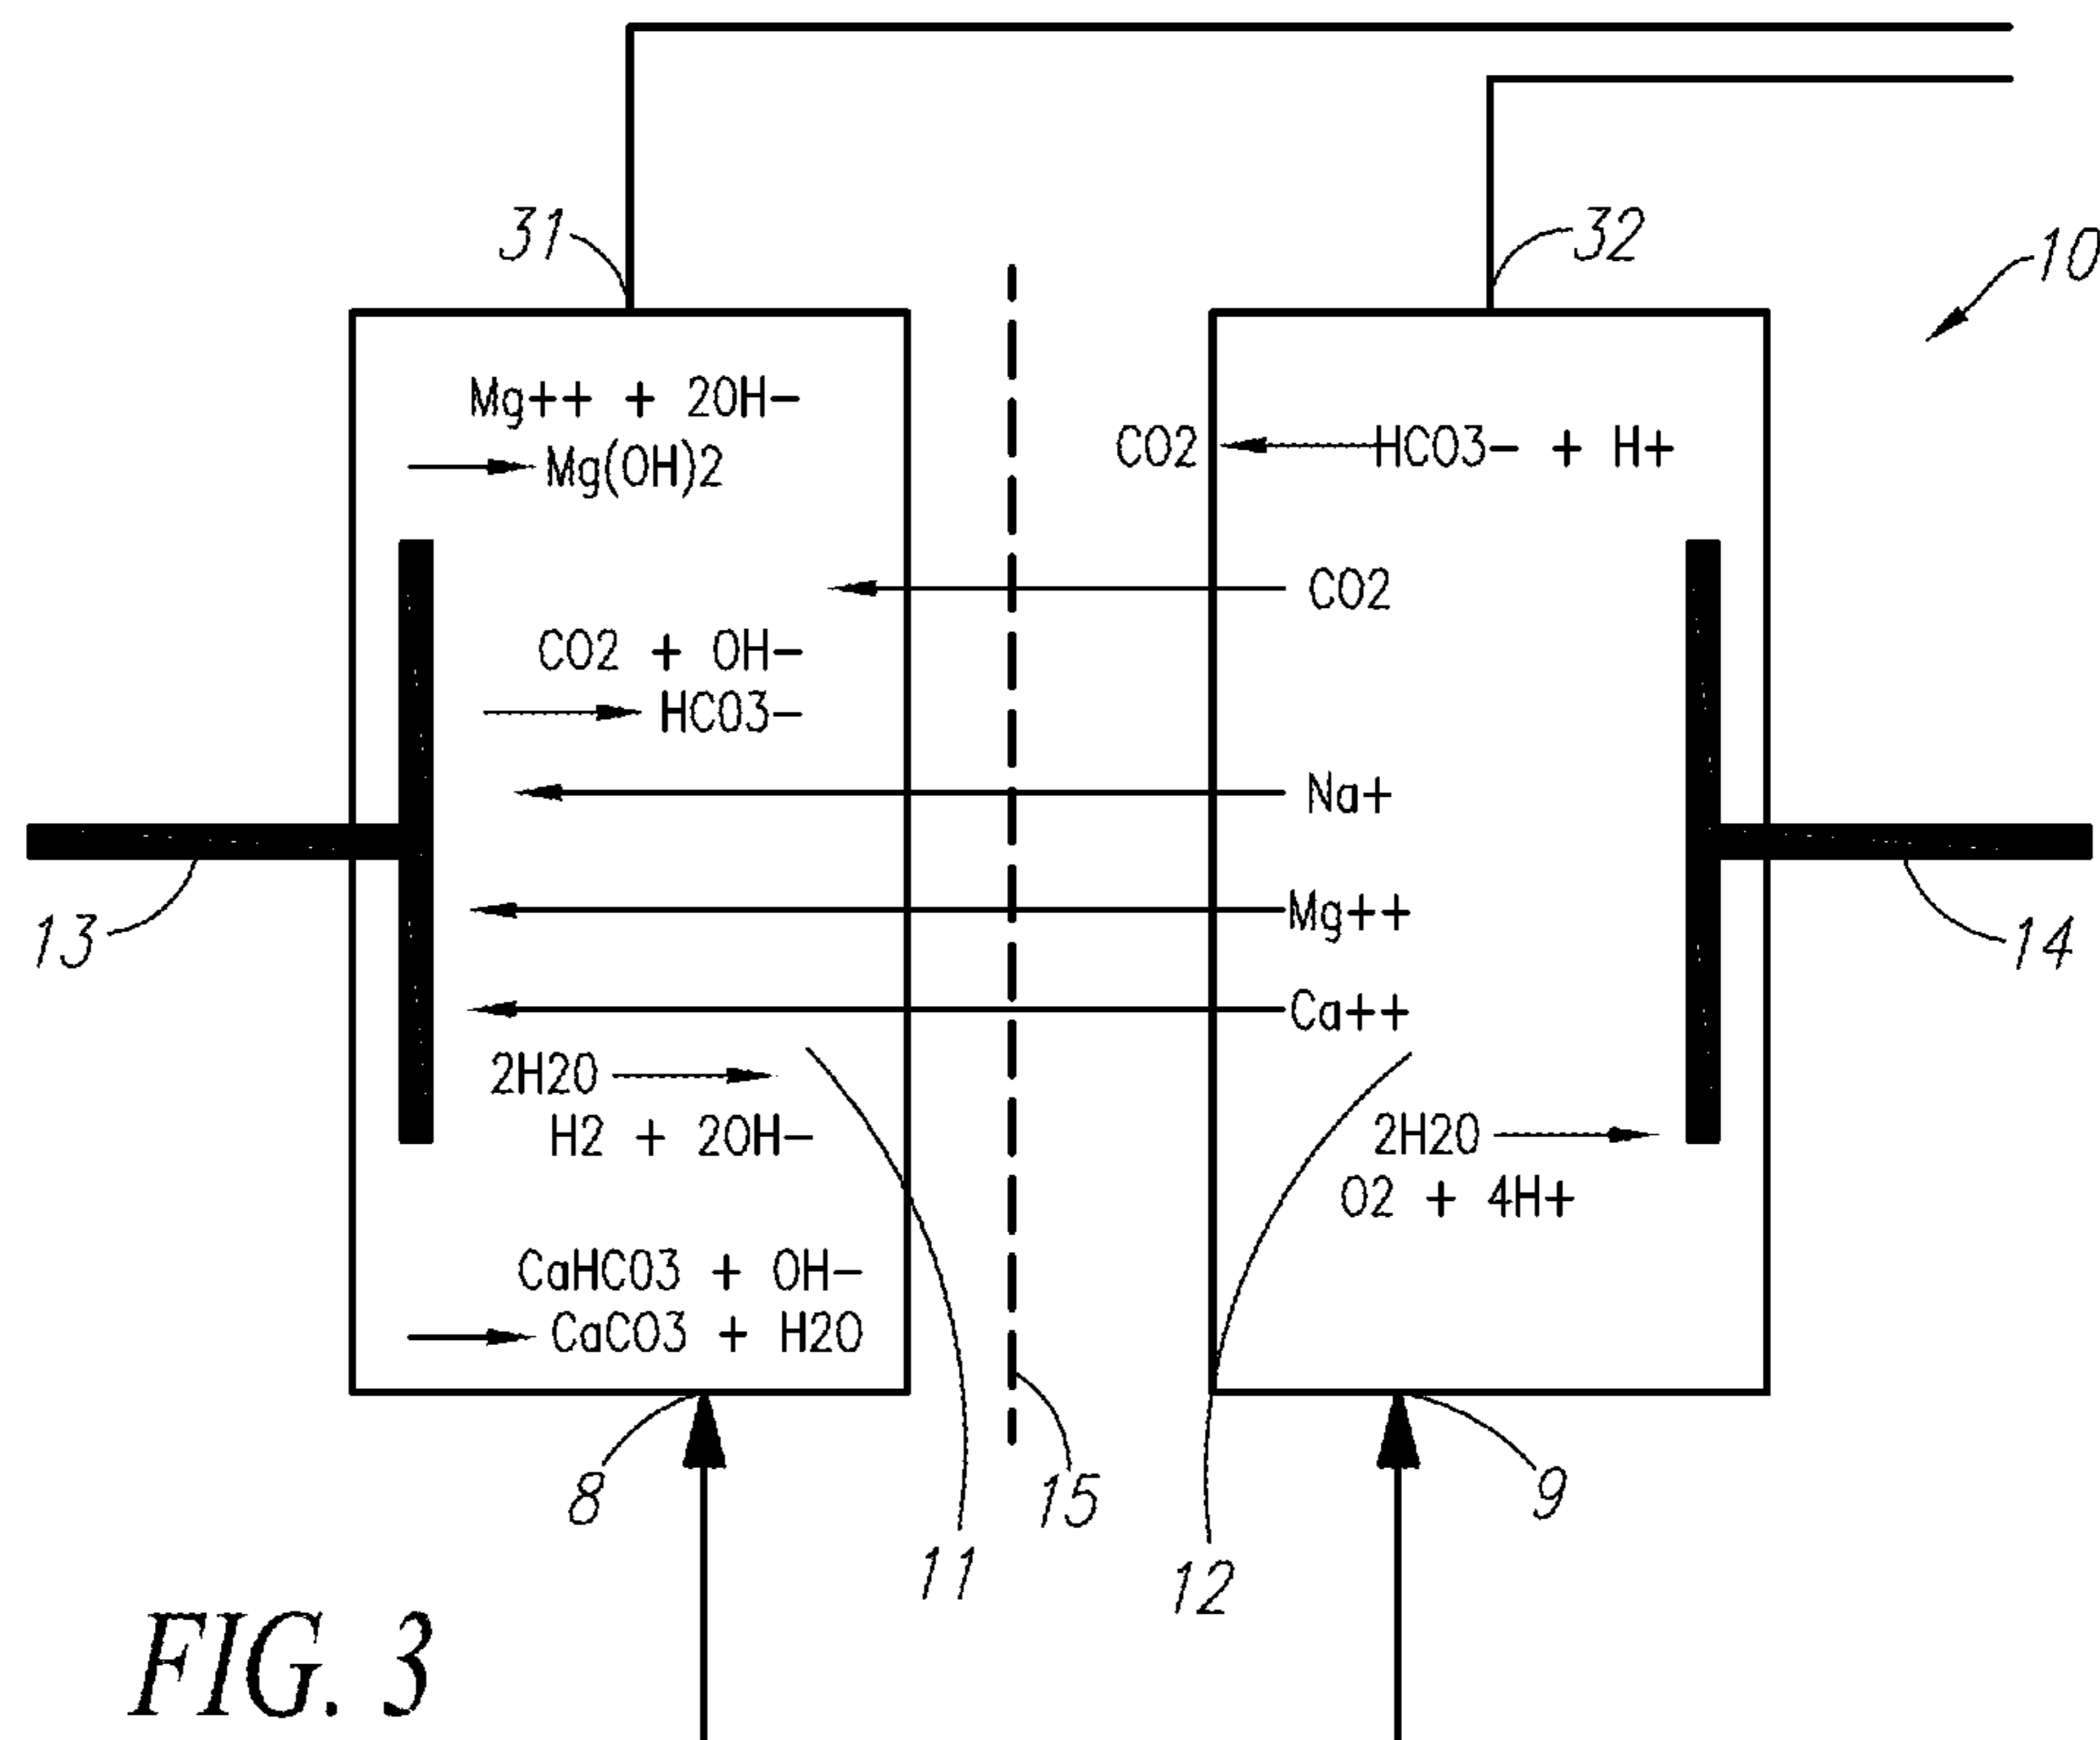 31
32
10
Mg++ + 2OH-
Mg(OH)2
CO2
HCO3- + H+
CO2
CO2 + OH-
HCO3-
Na+
Mg++
13
14
Ca++
2H2O
H2 + 2OH-
2H2O
O2 + 4H+
CaHCO3 + OH-
CaCO3 + H2O
8
15
9
11
12
FIG. 3